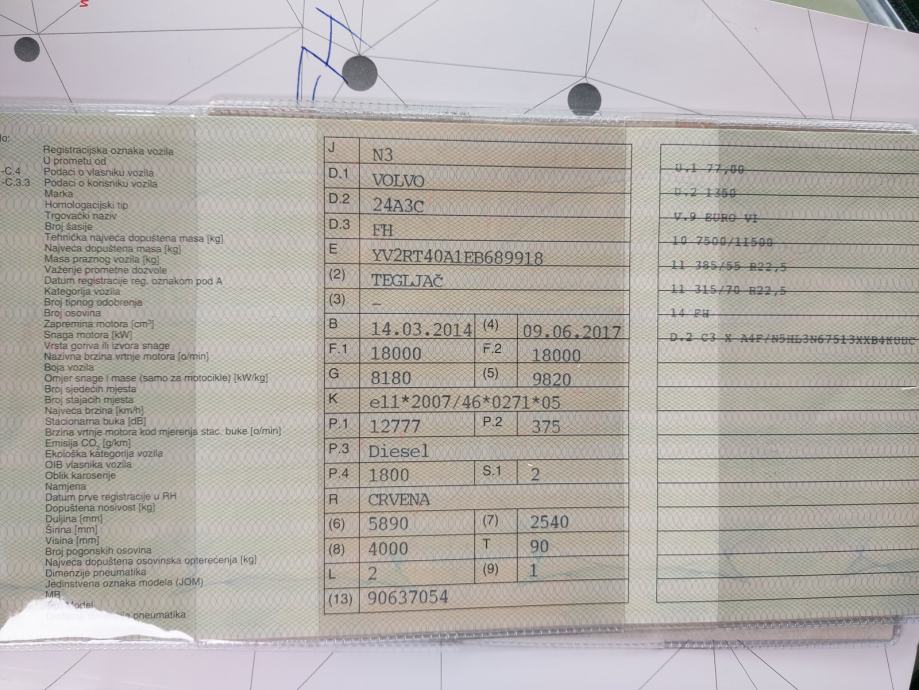 do:
Registracijska oznaka vozila
U prometu od
-C.4 Podaci o vlasniku vozila
-C.3.3 Podaci o korisniku vozila
Marka
Homologacijski tip
Trgovački naziv
Broj šasije
Tehnička najveća dopuštena masa [kg]
Najveća dopuštena masa [kg]
Masa praznog vozila [kg]
Važenje prometne dozvole
Datum registracije reg. oznakom pod A
Kategorija vozila
Broj tipnog odobrenja
Broj osovina
Zapremina motora [cm³]
Snaga motora [kW]
Vrsta goriva ili izvora snage
Nazivna brzina vrtnje motora [o/min]
Boja vozila
Omjer snage i mase (samo za motocikle) [kW/kg]
Broj sjedećih mjesta
Broj stajaćih mjesta
Najveća brzina [km/h]
Stacionarna buka [dB]
Brzina vrtnje motora kod mjerenja stac. buke [o/min]
Emisija CO₂ [g/km]
Ekološka kategorija vozila
OIB vlasnika vozila
Oblik karoserije
Namjena
Datum prve registracije u RH
Dopuštena nosivost [kg]
Duljina [mm]
Širina [mm]
Visina [mm]
Broj pogonskih osovina
Najveća dopuštena osovinska opterećenja [kg]
Dimenzije pneumatika
Jedinstvena oznaka modela (JOM)
MB
Model
pneumatika
J N3
D.1 VOLVO
D.2 24A3C
D.3 FH
E YV2RT40A1EB689918
(2) TEGLJAČ
(3) –
B 14.03.2014 (4) 09.06.2017
F.1 18000 F.2 18000
G 8180 (5) 9820
K e11*2007/46*0271*05
P.1 12777 P.2 375
P.3 Diesel
P.4 1800 S.1 2
R CRVENA
(6) 5890 (7) 2540
(8) 4000 T 90
L 2 (9) 1
(13) 90637054
U.1 77,00
U.2 1350
V.9 EURO VI
10 7500/11500
11 385/55 R22,5
11 315/70 R22,5
14 FH
D.2 C3 X